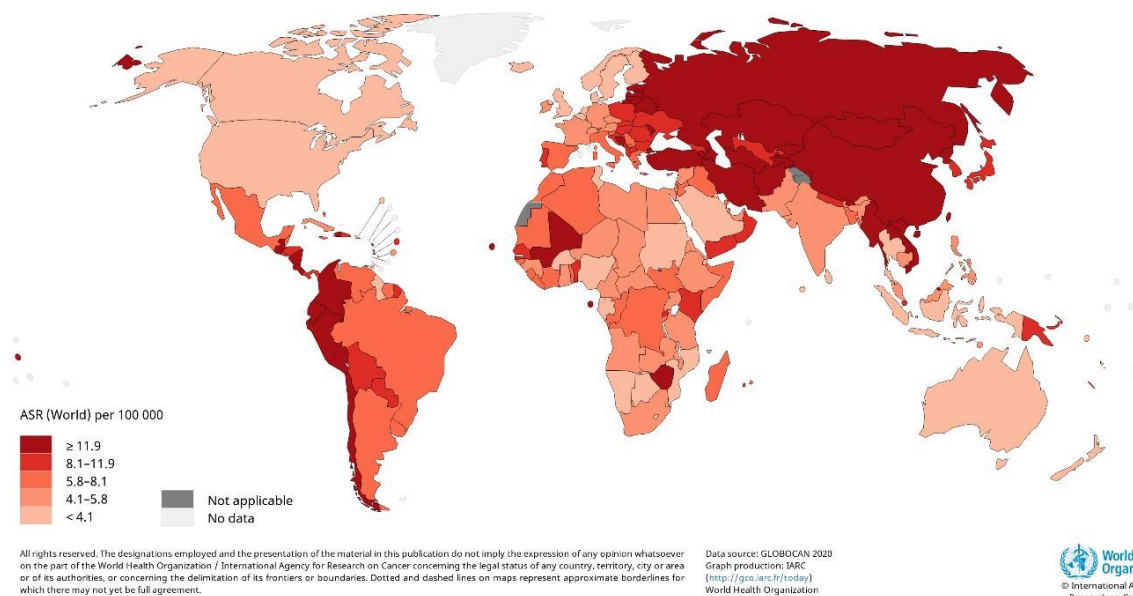 ASR (World) per 100 000
≥ 11.9
8.1–11.9
5.8–8.1
4.1–5.8
< 4.1
Not applicable
No data
All rights reserved. The designations employed and the presentation of the material in this publication do not imply the expression of any opinion whatsoever
on the part of the World Health Organization / International Agency for Research on Cancer concerning the legal status of any country, territory, city or area
or of its authorities, or concerning the delimitation of its frontiers or boundaries. Dotted and dashed lines on maps represent approximate borderlines for
which there may not yet be full agreement.
Data source: GLOBOCAN 2020
Graph production: IARC
(http://gco.iarc.fr/today)
World Health Organization
World
Organ
© International A